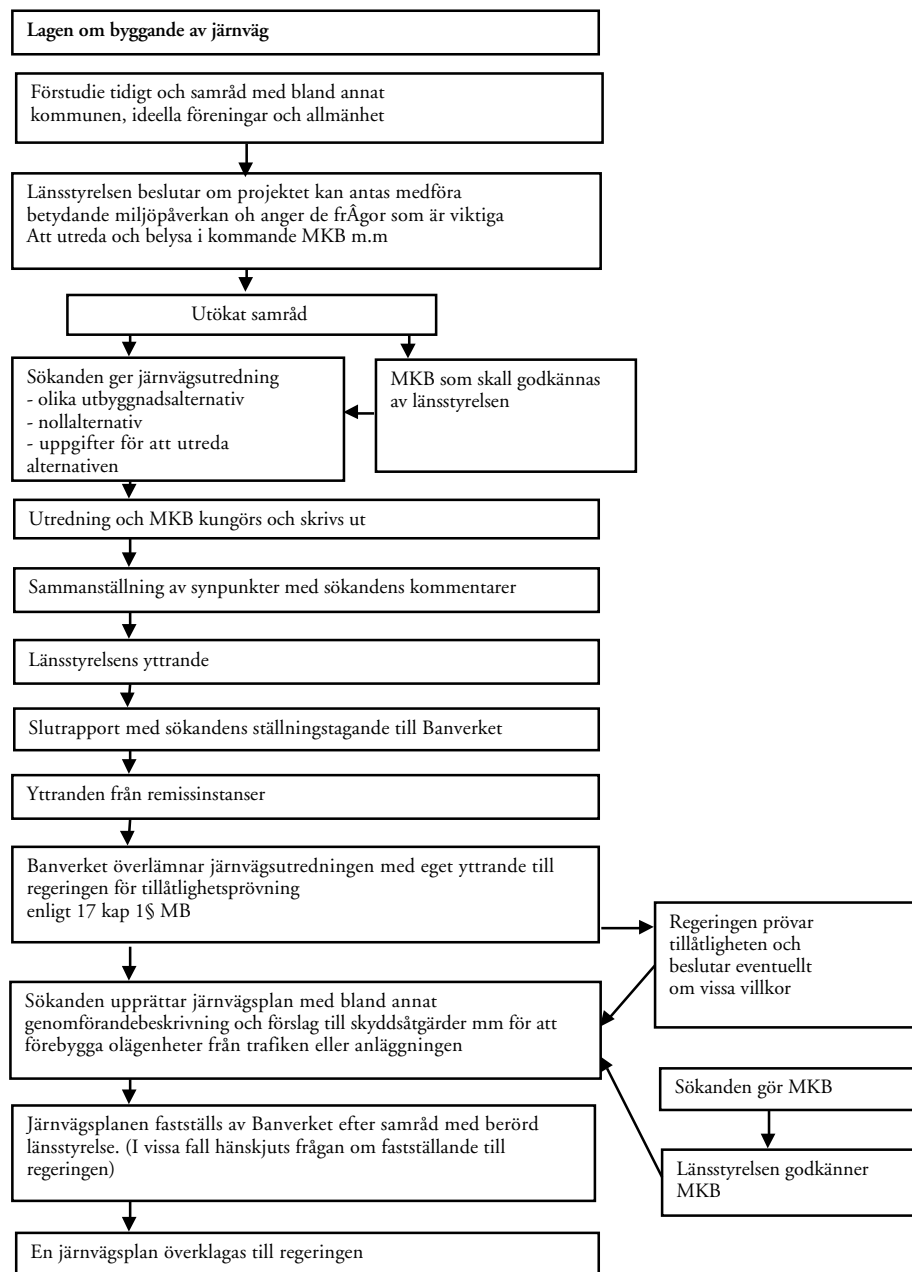 Lagen om byggande av järnväg
Förstudie tidigt och samråd med bland annat
kommunen, ideella föreningar och allmänhet
Länsstyrelsen beslutar om projektet kan antas medföra
betydande miljöpåverkan oh anger de frÂgor som är viktiga
Att utreda och belysa i kommande MKB m.m
Utökat samråd
Sökanden ger järnvägsutredning
- olika utbyggnadsalternativ
- nollalternativ
- uppgifter för att utreda
alternativen
MKB som skall godkännas
av länsstyrelsen
Utredning och MKB kungörs och skrivs ut
Sammanställning av synpunkter med sökandens kommentarer
Länsstyrelsens yttrande
Slutrapport med sökandens ställningstagande till Banverket
Yttranden från remissinstanser
Banverket överlämnar järnvägsutredningen med eget yttrande till
regeringen för tillåtlighetsprövning
enligt 17 kap 1§ MB
Regeringen prövar
tillåtligheten och
beslutar eventuellt
om vissa villkor
Sökanden upprättar järnvägsplan med bland annat
genomförandebeskrivning och förslag till skyddsåtgärder mm för att
förebygga olägenheter från trafiken eller anläggningen
Sökanden gör MKB
Länsstyrelsen godkänner
MKB
Järnvägsplanen fastställs av Banverket efter samråd med berörd
länsstyrelse. (I vissa fall hänskjuts frågan om fastställande till
regeringen)
En järnvägsplan överklagas till regeringen